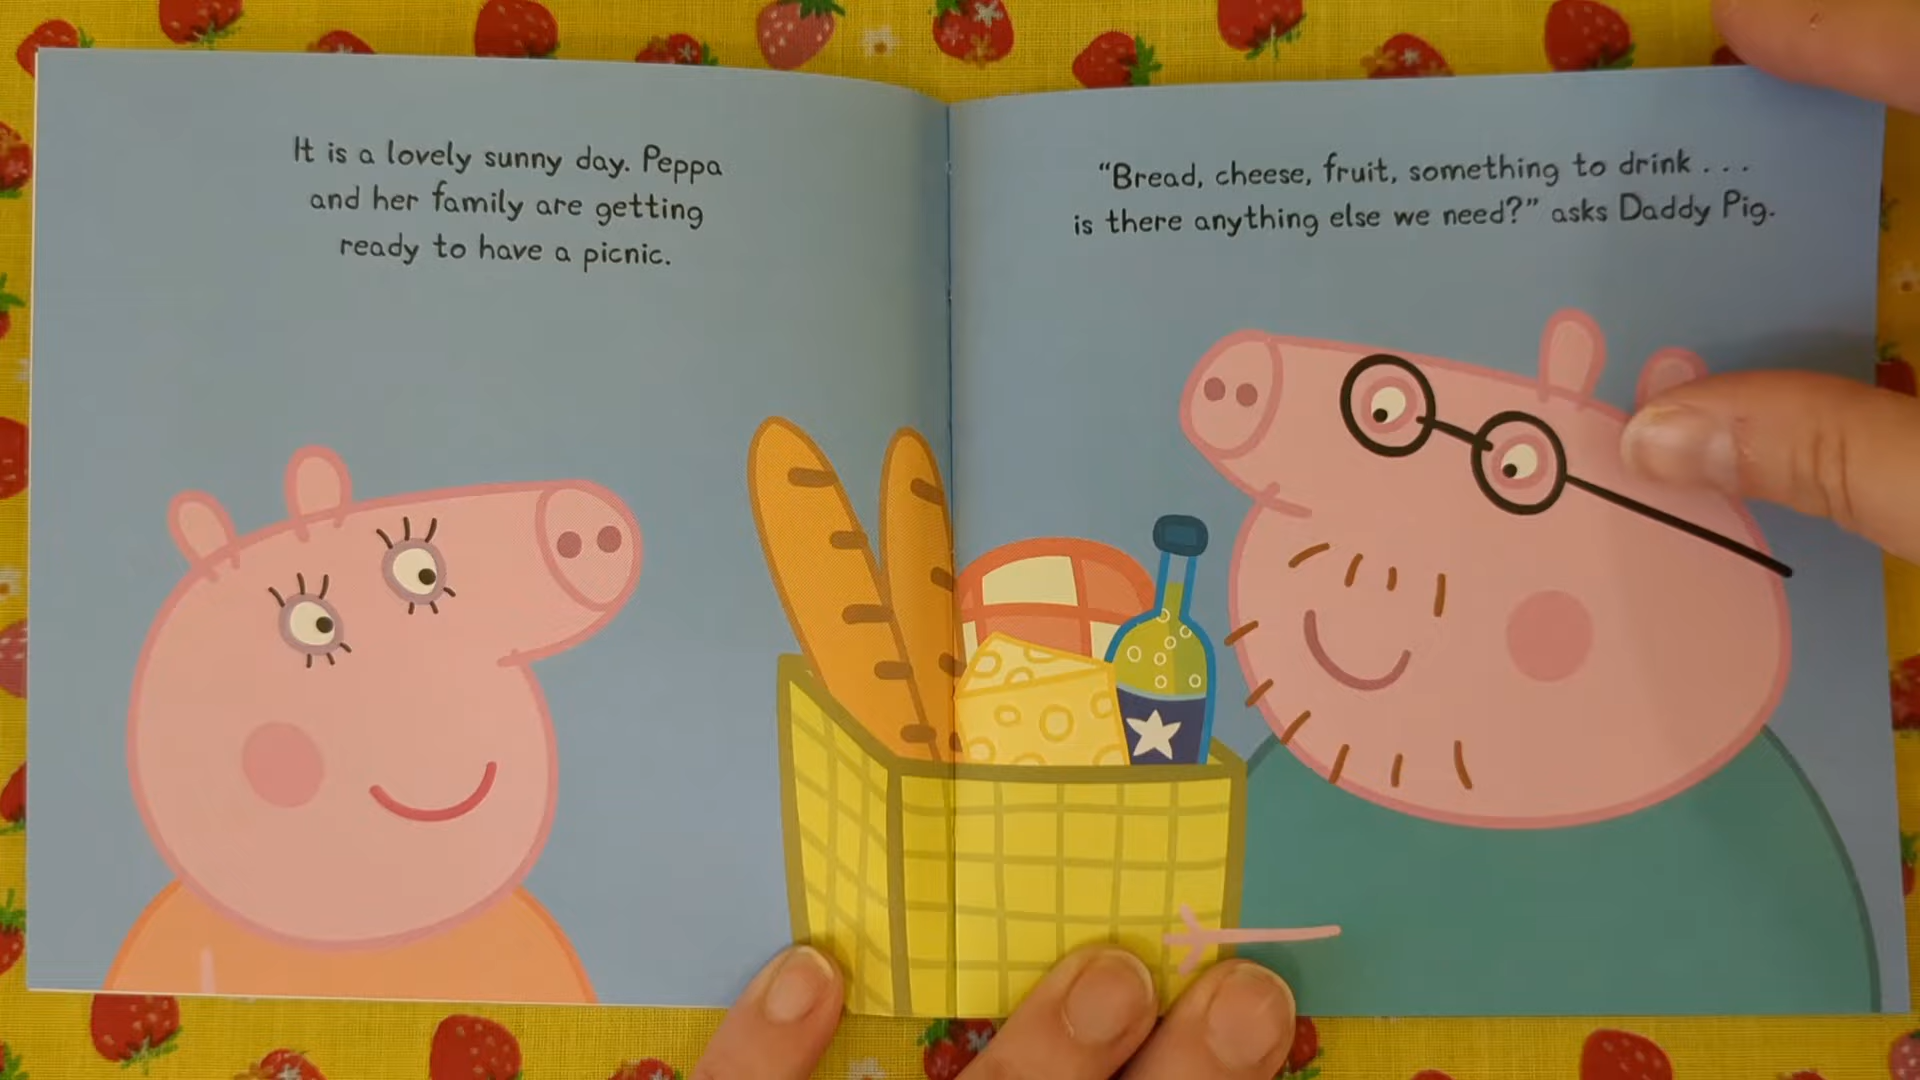 It is a lovely sunny day. Peppa
and her family are getting
ready to have a picnic.
“Bread, cheese, fruit, something to drink . . .
is there anything else we need?” asks Daddy Pig.